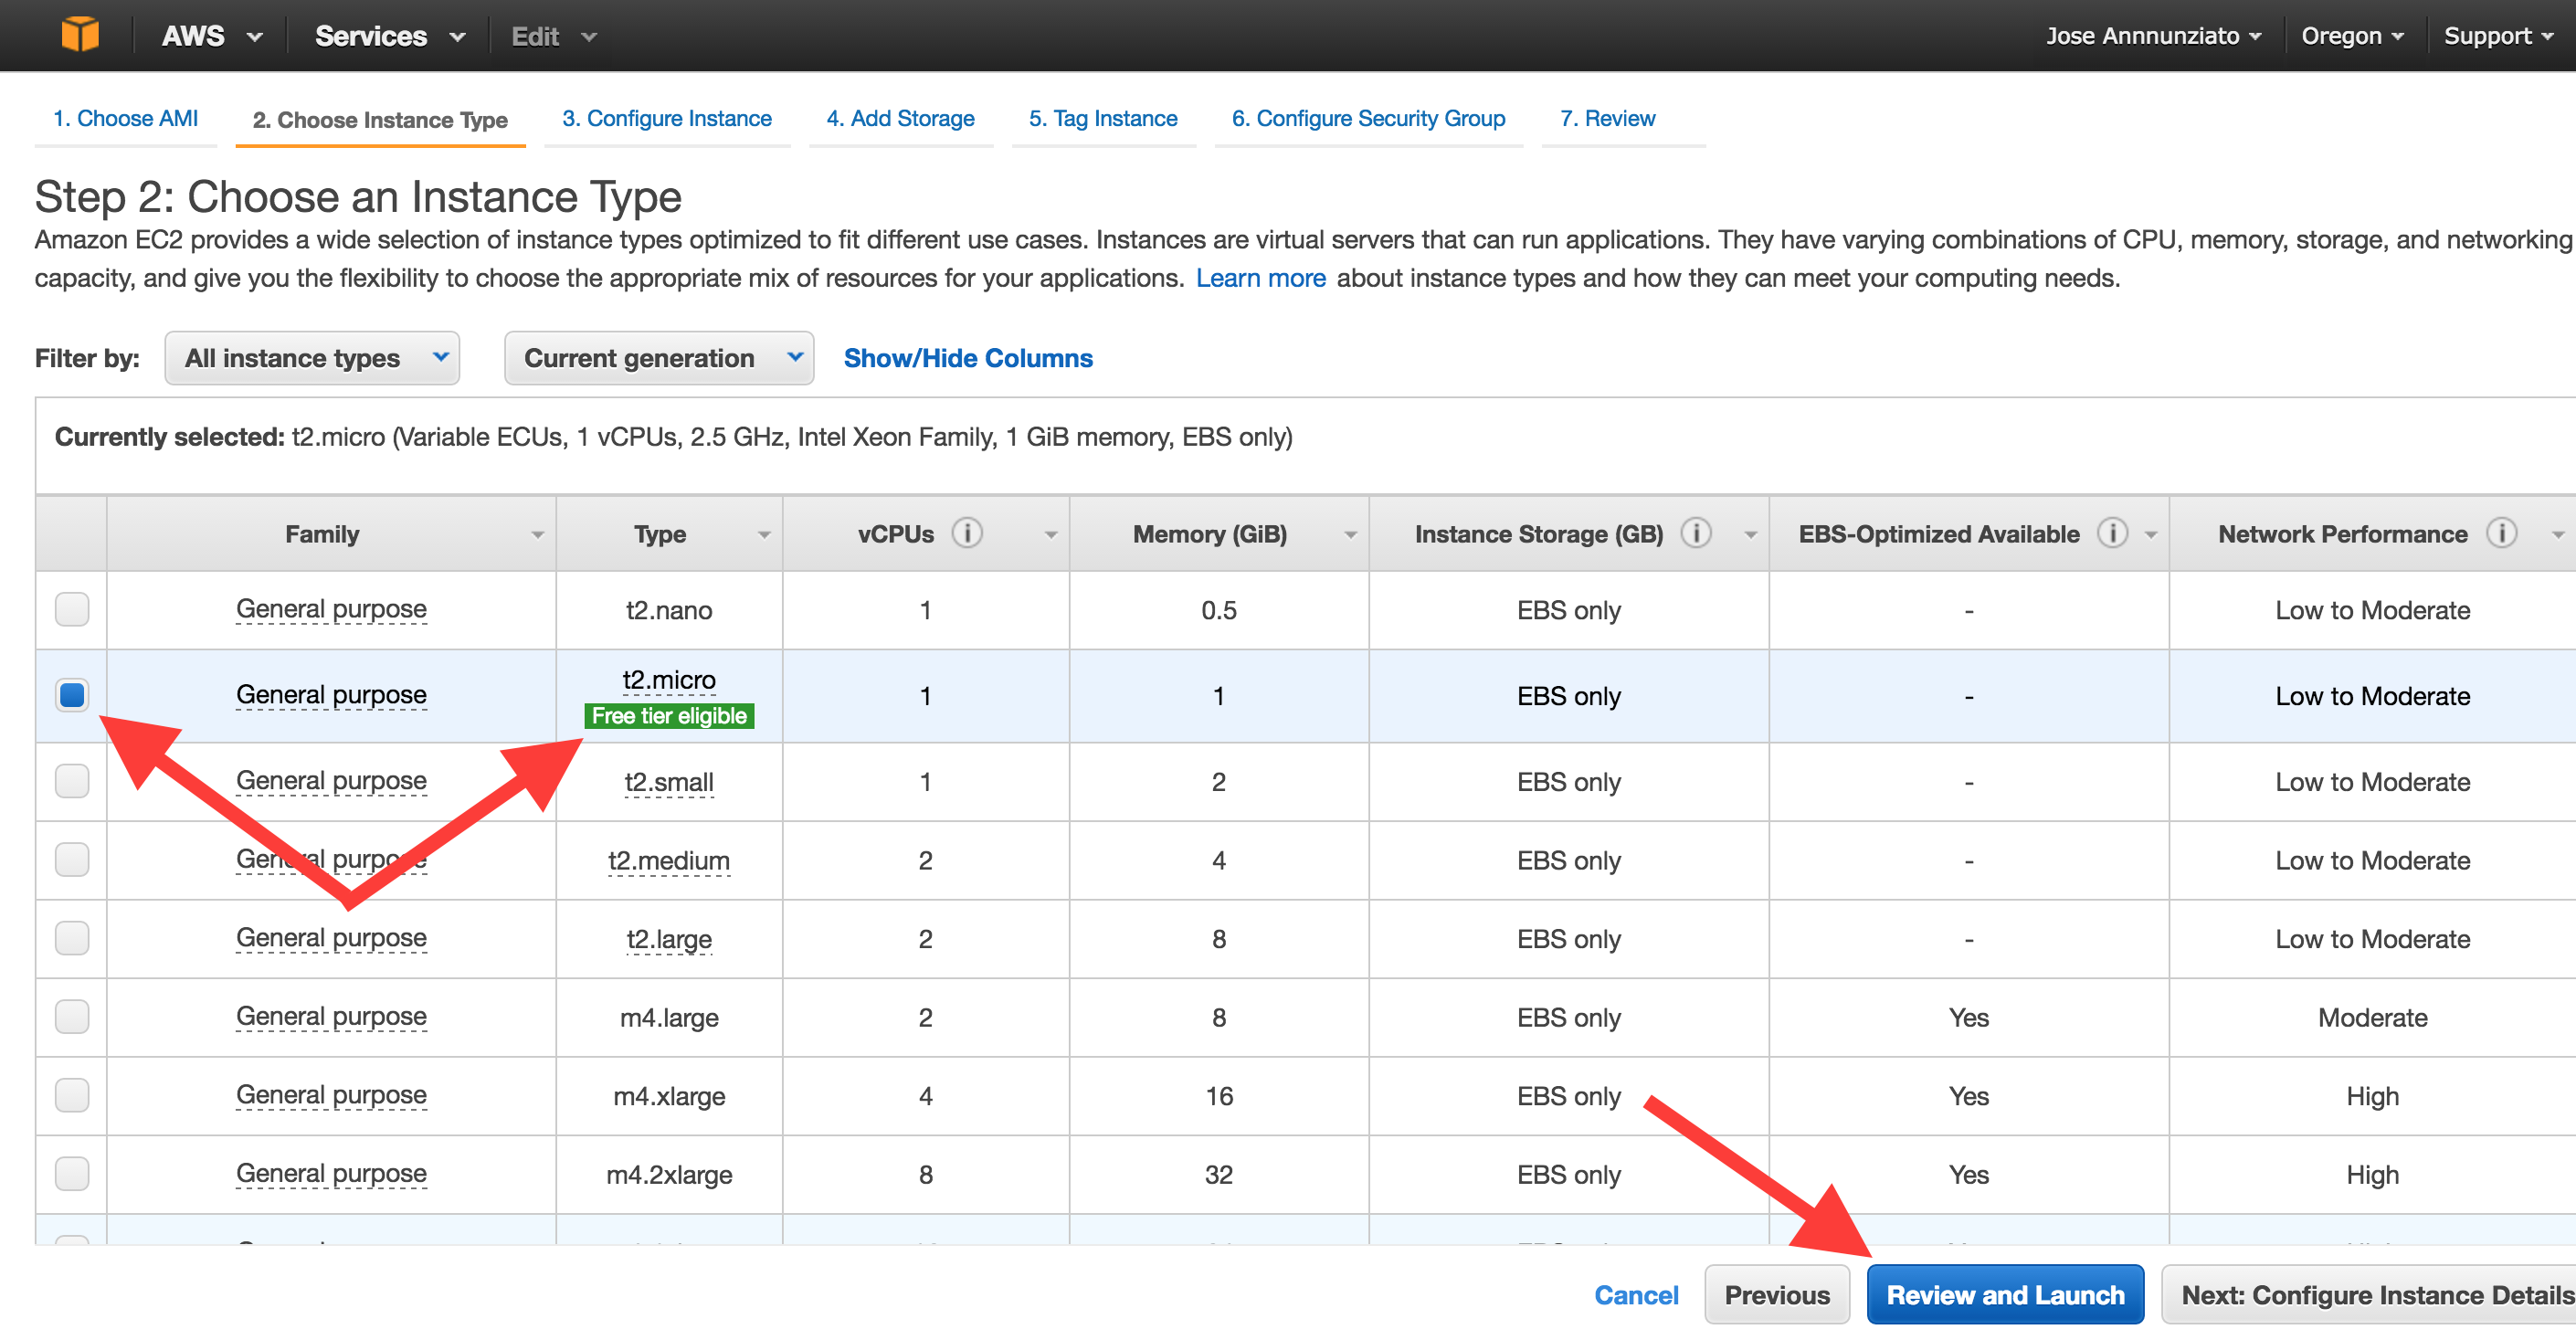 AWS Services Edit Jose Annnunziato Oregon Support
1. Choose AMI 2. Choose Instance Type 3. Configure Instance 4. Add Storage 5. Tag Instance 6. Configure Security Group 7. Review
Step 2: Choose an Instance Type
Amazon EC2 provides a wide selection of instance types optimized to fit different use cases. Instances are virtual servers that can run applications. They have varying combinations of CPU, memory, storage, and networking
capacity, and give you the flexibility to choose the appropriate mix of resources for your applications. Learn more about instance types and how they can meet your computing needs.
Filter by: All instance types Current generation Show/Hide Columns
Currently selected: t2.micro (Variable ECUs, 1 vCPUs, 2.5 GHz, Intel Xeon Family, 1 GiB memory, EBS only)
Family Type vCPUs i Memory (GiB) Instance Storage (GB) i EBS-Optimized Available i Network Performance i
General purpose t2.nano 1 0.5 EBS only - Low to Moderate
General purpose t2.micro 1 1 EBS only - Low to Moderate
Free tier eligible
General purpose t2.small 1 2 EBS only - Low to Moderate
General purpose t2.medium 2 4 EBS only - Low to Moderate
General purpose t2.large 2 8 EBS only - Low to Moderate
General purpose m4.large 2 8 EBS only Yes Moderate
General purpose m4.xlarge 4 16 EBS only Yes High
General purpose m4.2xlarge 8 32 EBS only Yes High
Cancel Previous Review and Launch Next: Configure Instance Details